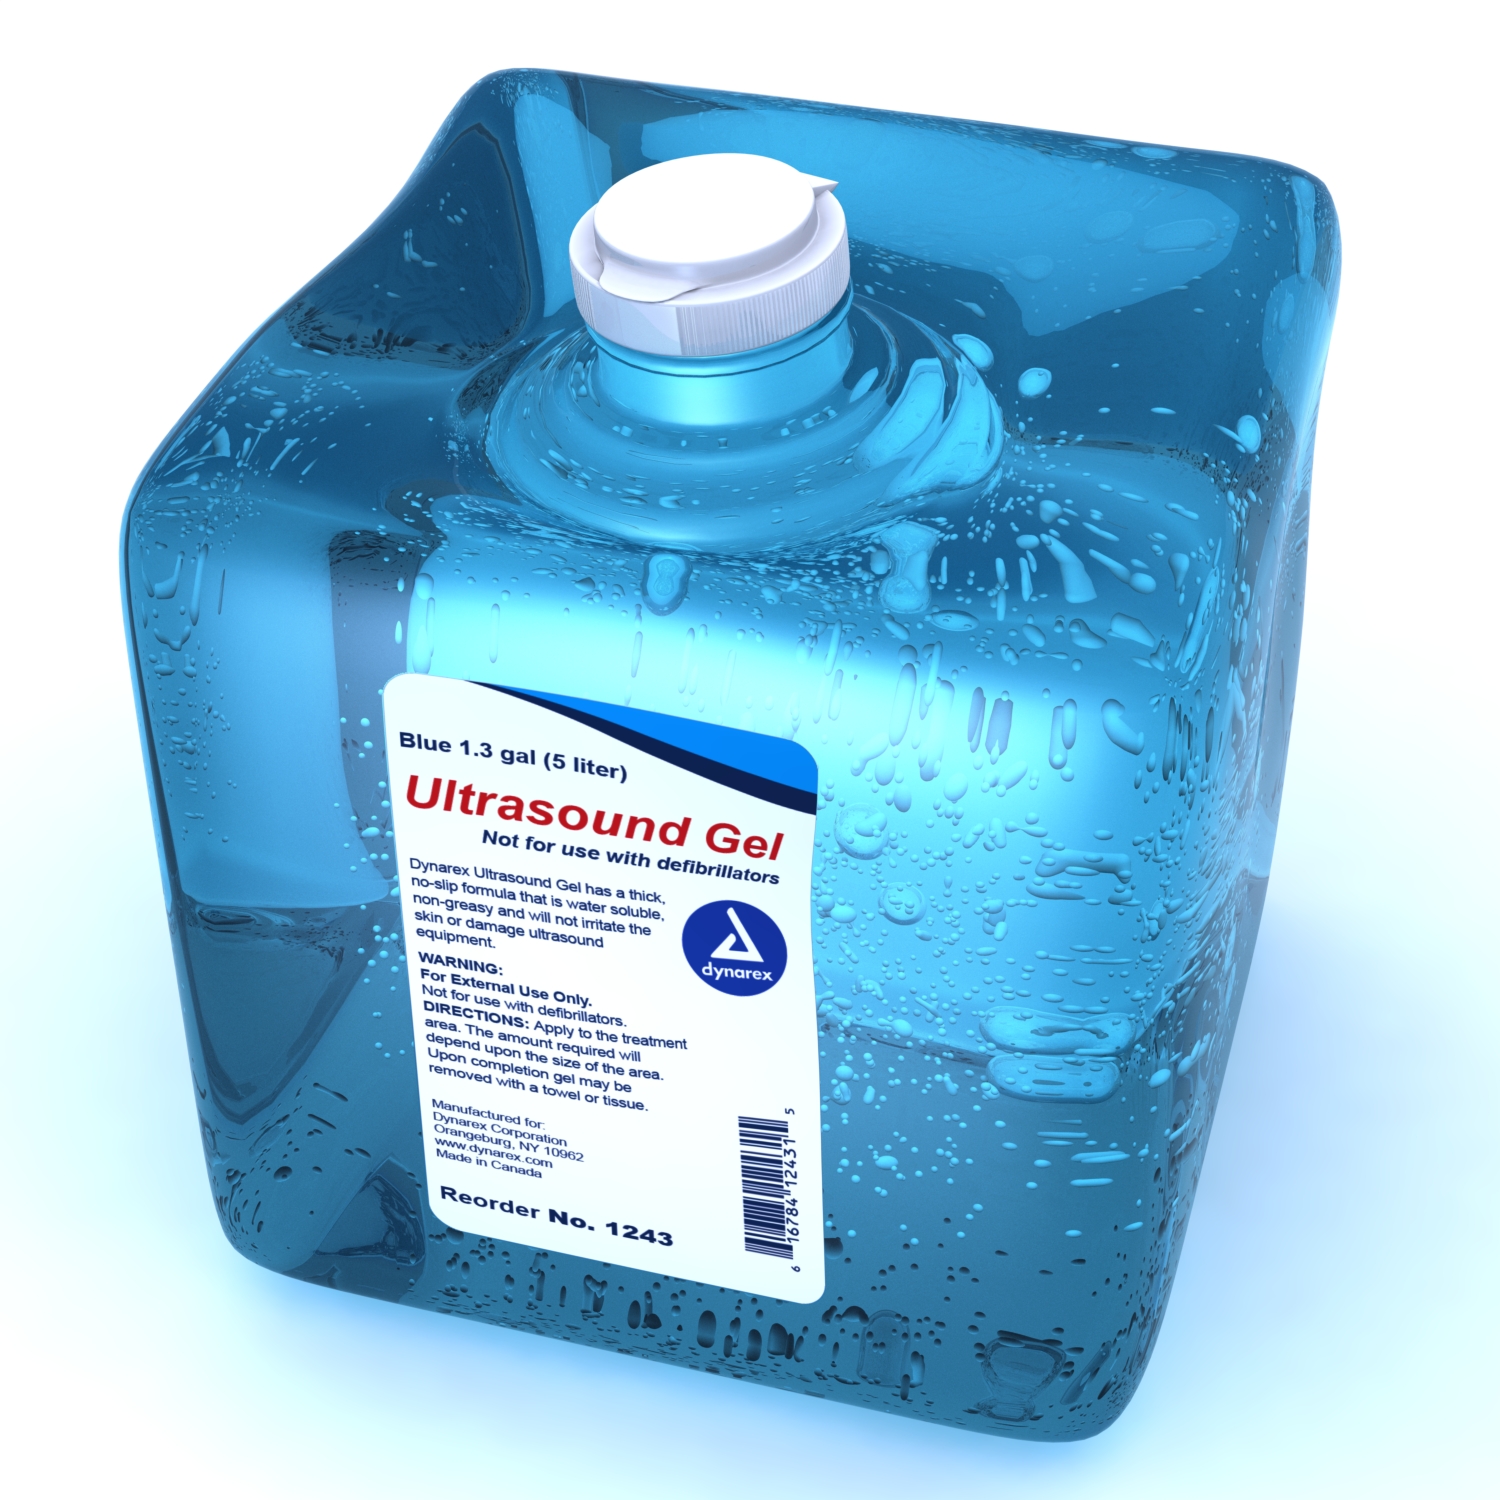 Blue 1.3 gal (5 liter)
Ultrasound Gel
Not for use with defibrillators
Dynarex Ultrasound Gel has a thick,
no-slip formula that is water soluble,
non-greasy and will not irritate the
skin or damage ultrasound
equipment.
dynarex
WARNING:
For External Use Only.
Not for use with defibrillators.
DIRECTIONS: Apply to the treatment
area. The amount required will
depend upon the size of the area.
Upon completion gel may be
removed with a towel or tissue.
Manufactured for:
Dynarex Corporation
Orangeburg, NY 10962
www.dynarex.com
Made in Canada
Reorder No. 1243
6 16784 12431 5